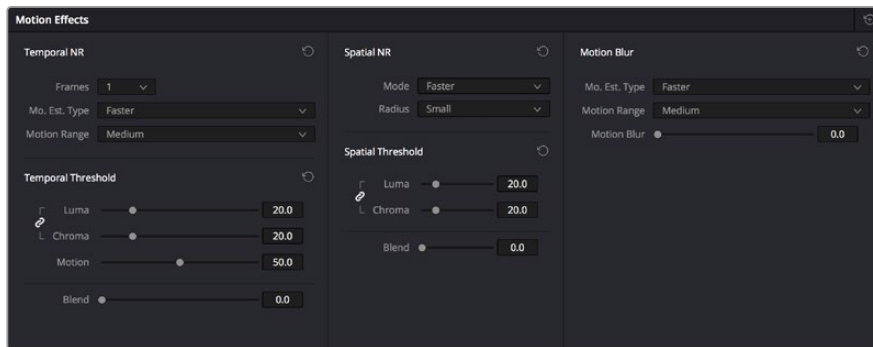 Motion Effects
Temporal NR
Frames 1
Mo. Est. Type Faster
Motion Range Medium
Temporal Threshold
Luma 20.0
Chroma 20.0
Motion 50.0
Blend 0.0
Spatial NR
Mode Faster
Radius Small
Spatial Threshold
Luma 20.0
Chroma 20.0
Blend 0.0
Motion Blur
Mo. Est. Type Faster
Motion Range Medium
Motion Blur 0.0